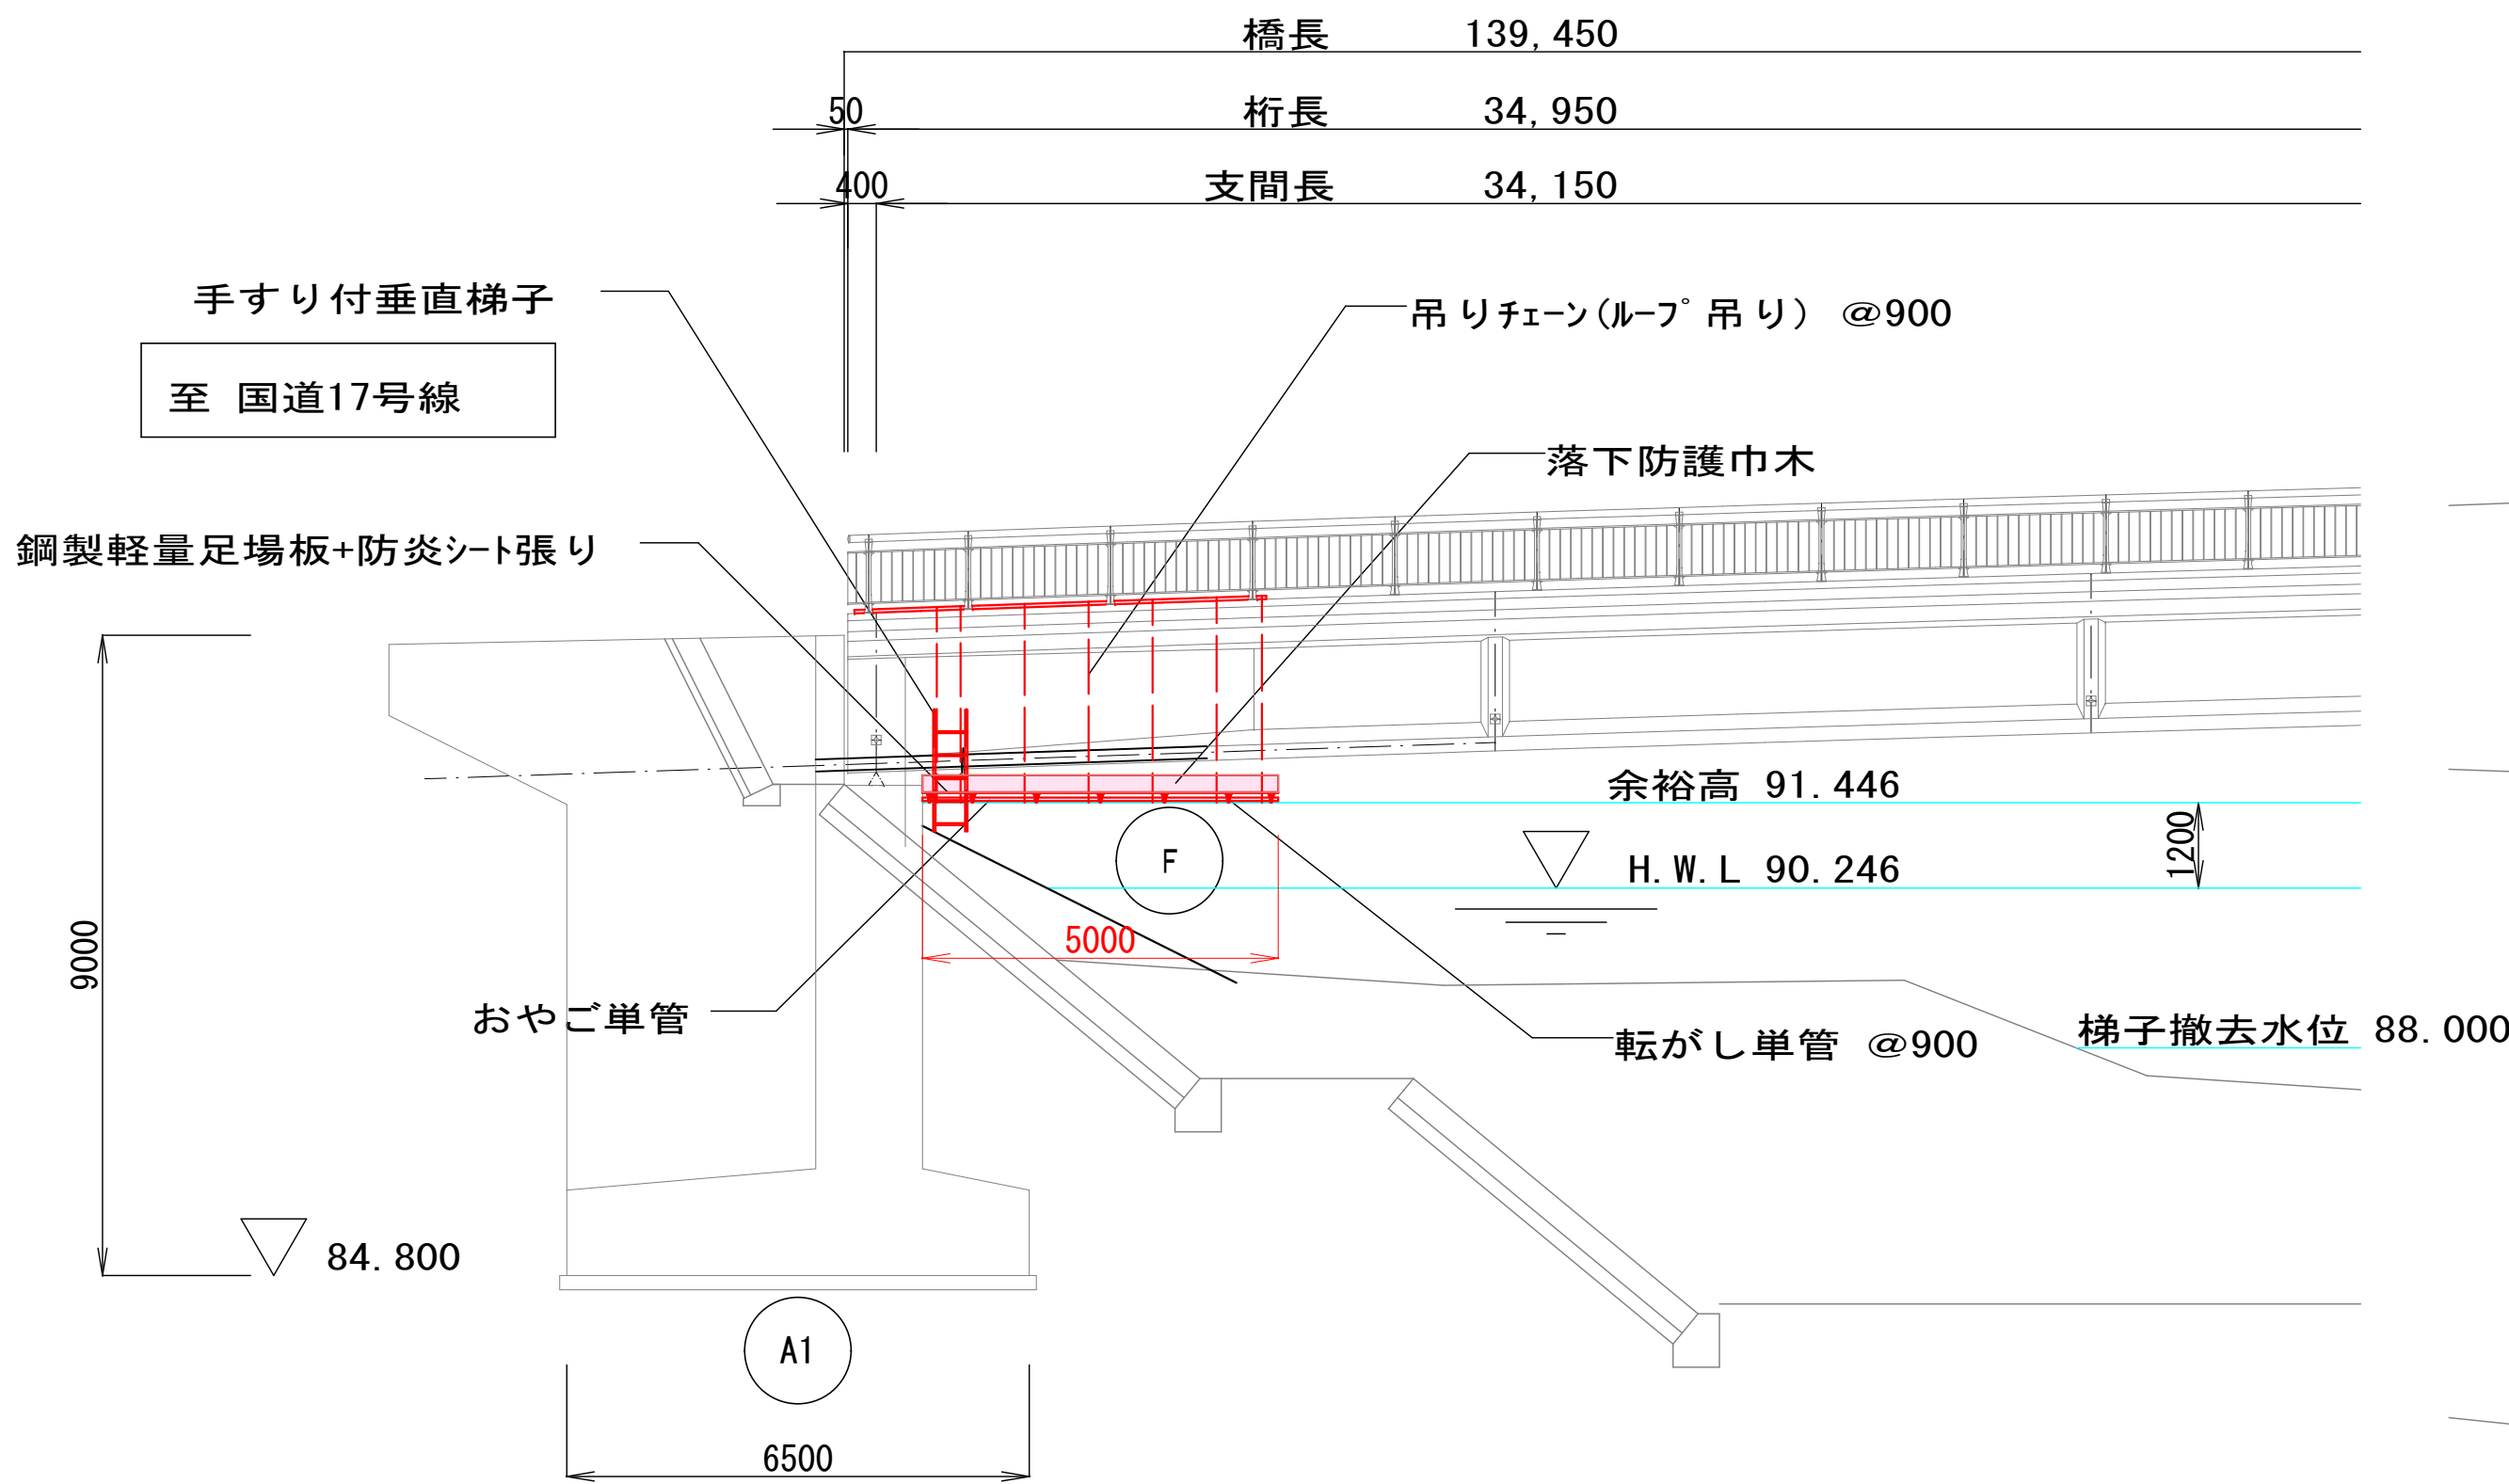 橋長 139,450
50 桁長 34,950
400 支間長 34,150
手すり付垂直梯子
吊りチェーン(ループ吊り) @900
至 国道17号線
落下防護巾木
鋼製軽量足場板+防炎シート張り
余裕高 91.446
H.W.L 90.246
1200
F
5000
9000
おやご単管
転がし単管 @900
梯子撤去水位 88.000
84.800
A1
6500